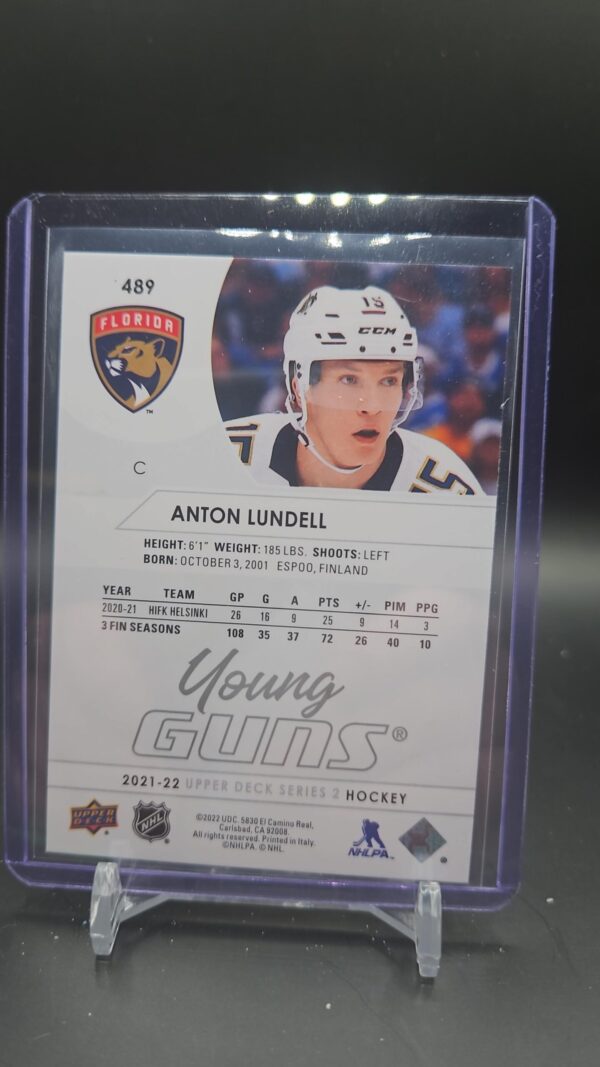 489
FLORIDA
TM
15
CCM
15
5
C
ANTON LUNDELL
HEIGHT: 6'1" WEIGHT: 185 LBS. SHOOTS: LEFT
BORN: OCTOBER 3, 2001 ESPOO, FINLAND
YEAR TEAM GP G A PTS +/- PIM PPG
2020-21 HIFK HELSINKI 26 16 9 25 9 14 3
3 FIN SEASONS 108 35 37 72 26 40 10
Young
GUNS®
2021-22 UPPER DECK SERIES 2 HOCKEY
UPPER DECK
NHL
©2022 UDC. 5830 El Camino Real,
Carlsbad, CA 92008.
All rights reserved. Printed in Italy.
©NHLPA. © NHL.
NHLPA